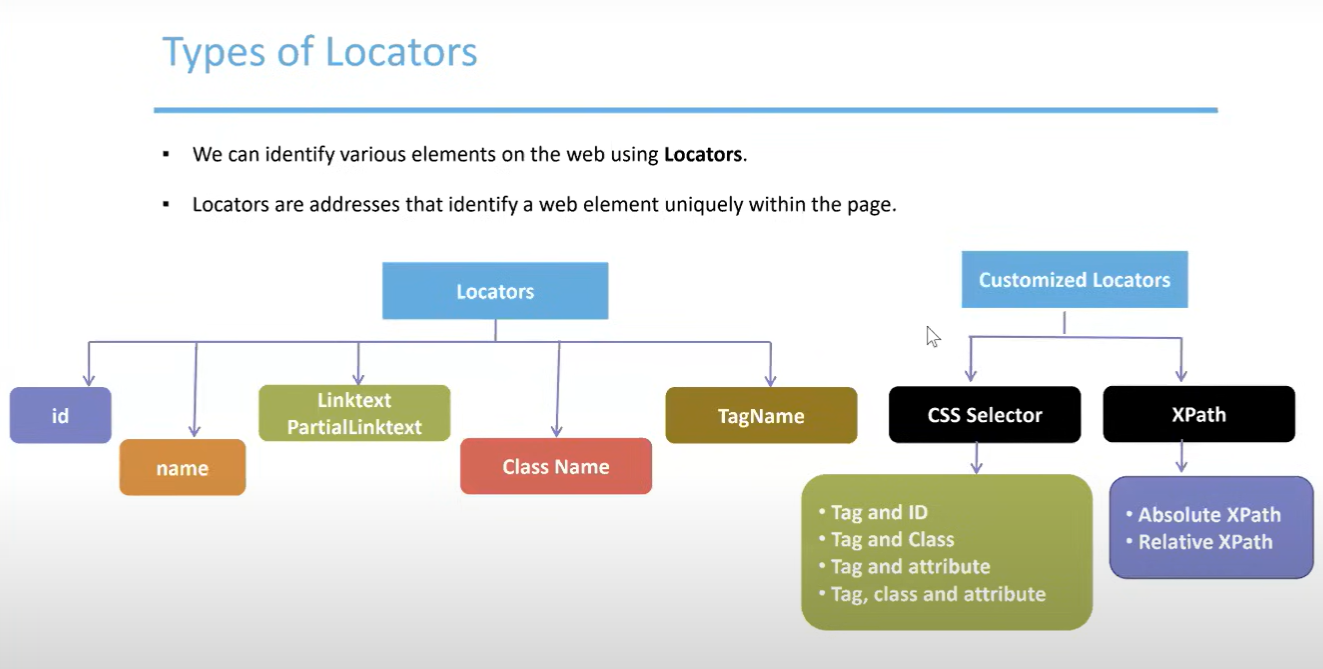 Types of Locators
▪ We can identify various elements on the web using Locators.
▪ Locators are addresses that identify a web element uniquely within the page.
Locators
Customized Locators
id
name
Linktext
PartialLinktext
Class Name
TagName
CSS Selector
XPath
• Tag and ID
• Tag and Class
• Tag and attribute
• Tag, class and attribute
• Absolute XPath
• Relative XPath